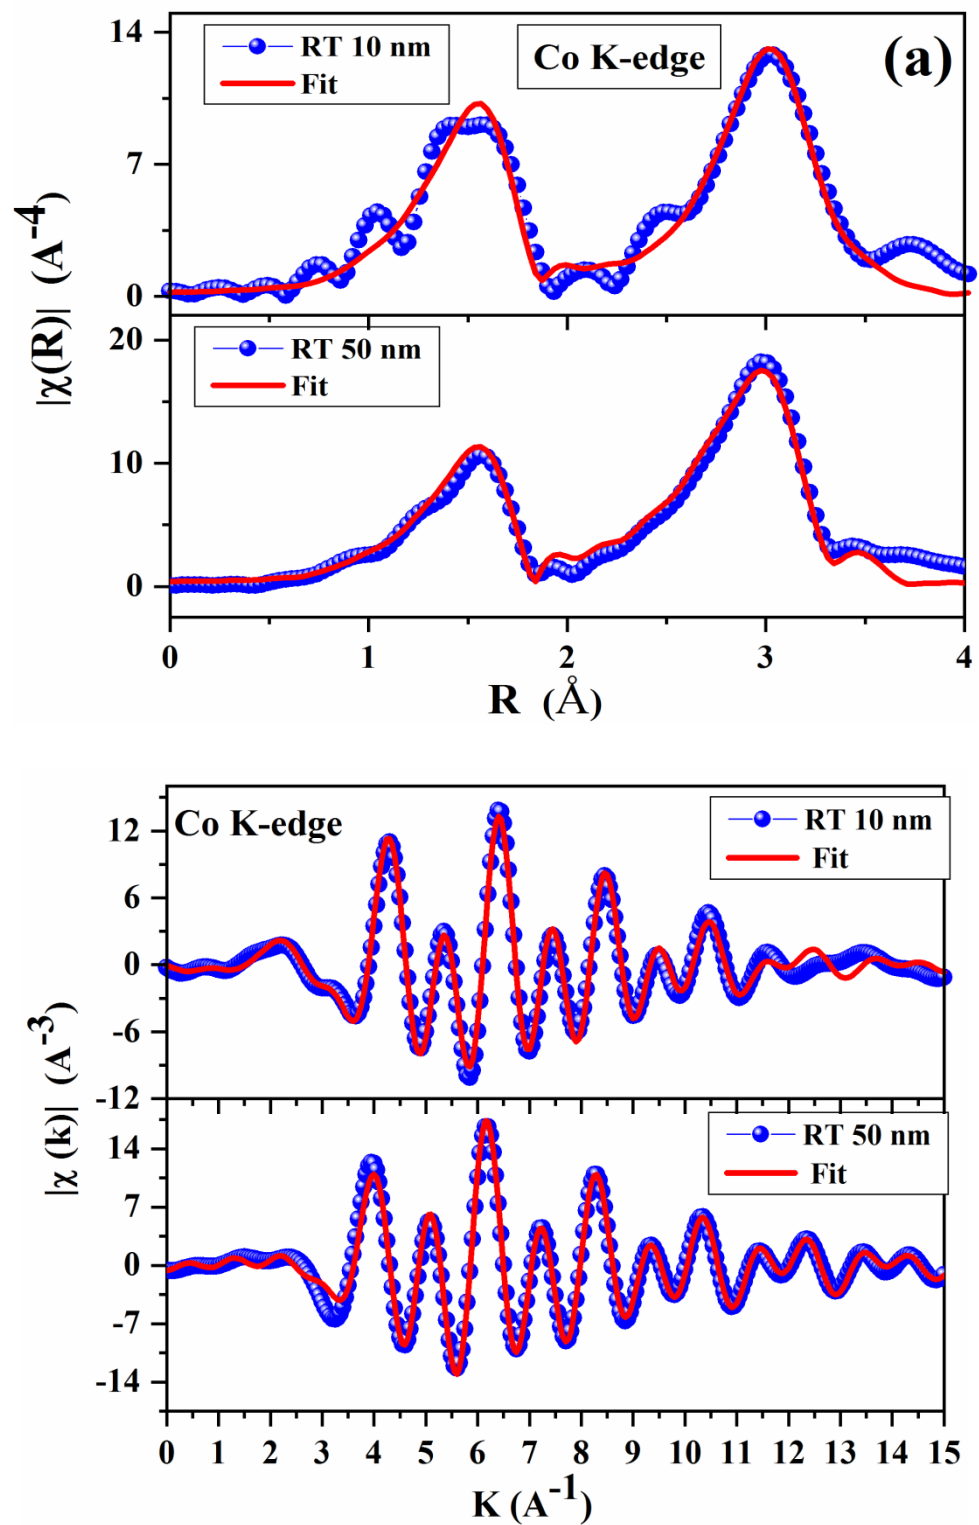 (a)
RT 10 nm
Fit
Co K-edge
14
7
0
RT 50 nm
Fit
20
10
0
|χ(R)| (A⁻⁴)
0 1 2 3 4
R (Å)
Co K-edge
RT 10 nm
Fit
12
6
0
-6
-12
RT 50 nm
Fit
14
7
0
-7
-14
|χ (k)| (A⁻³)
0 1 2 3 4 5 6 7 8 9 10 11 12 13 14 15
K (A⁻¹)